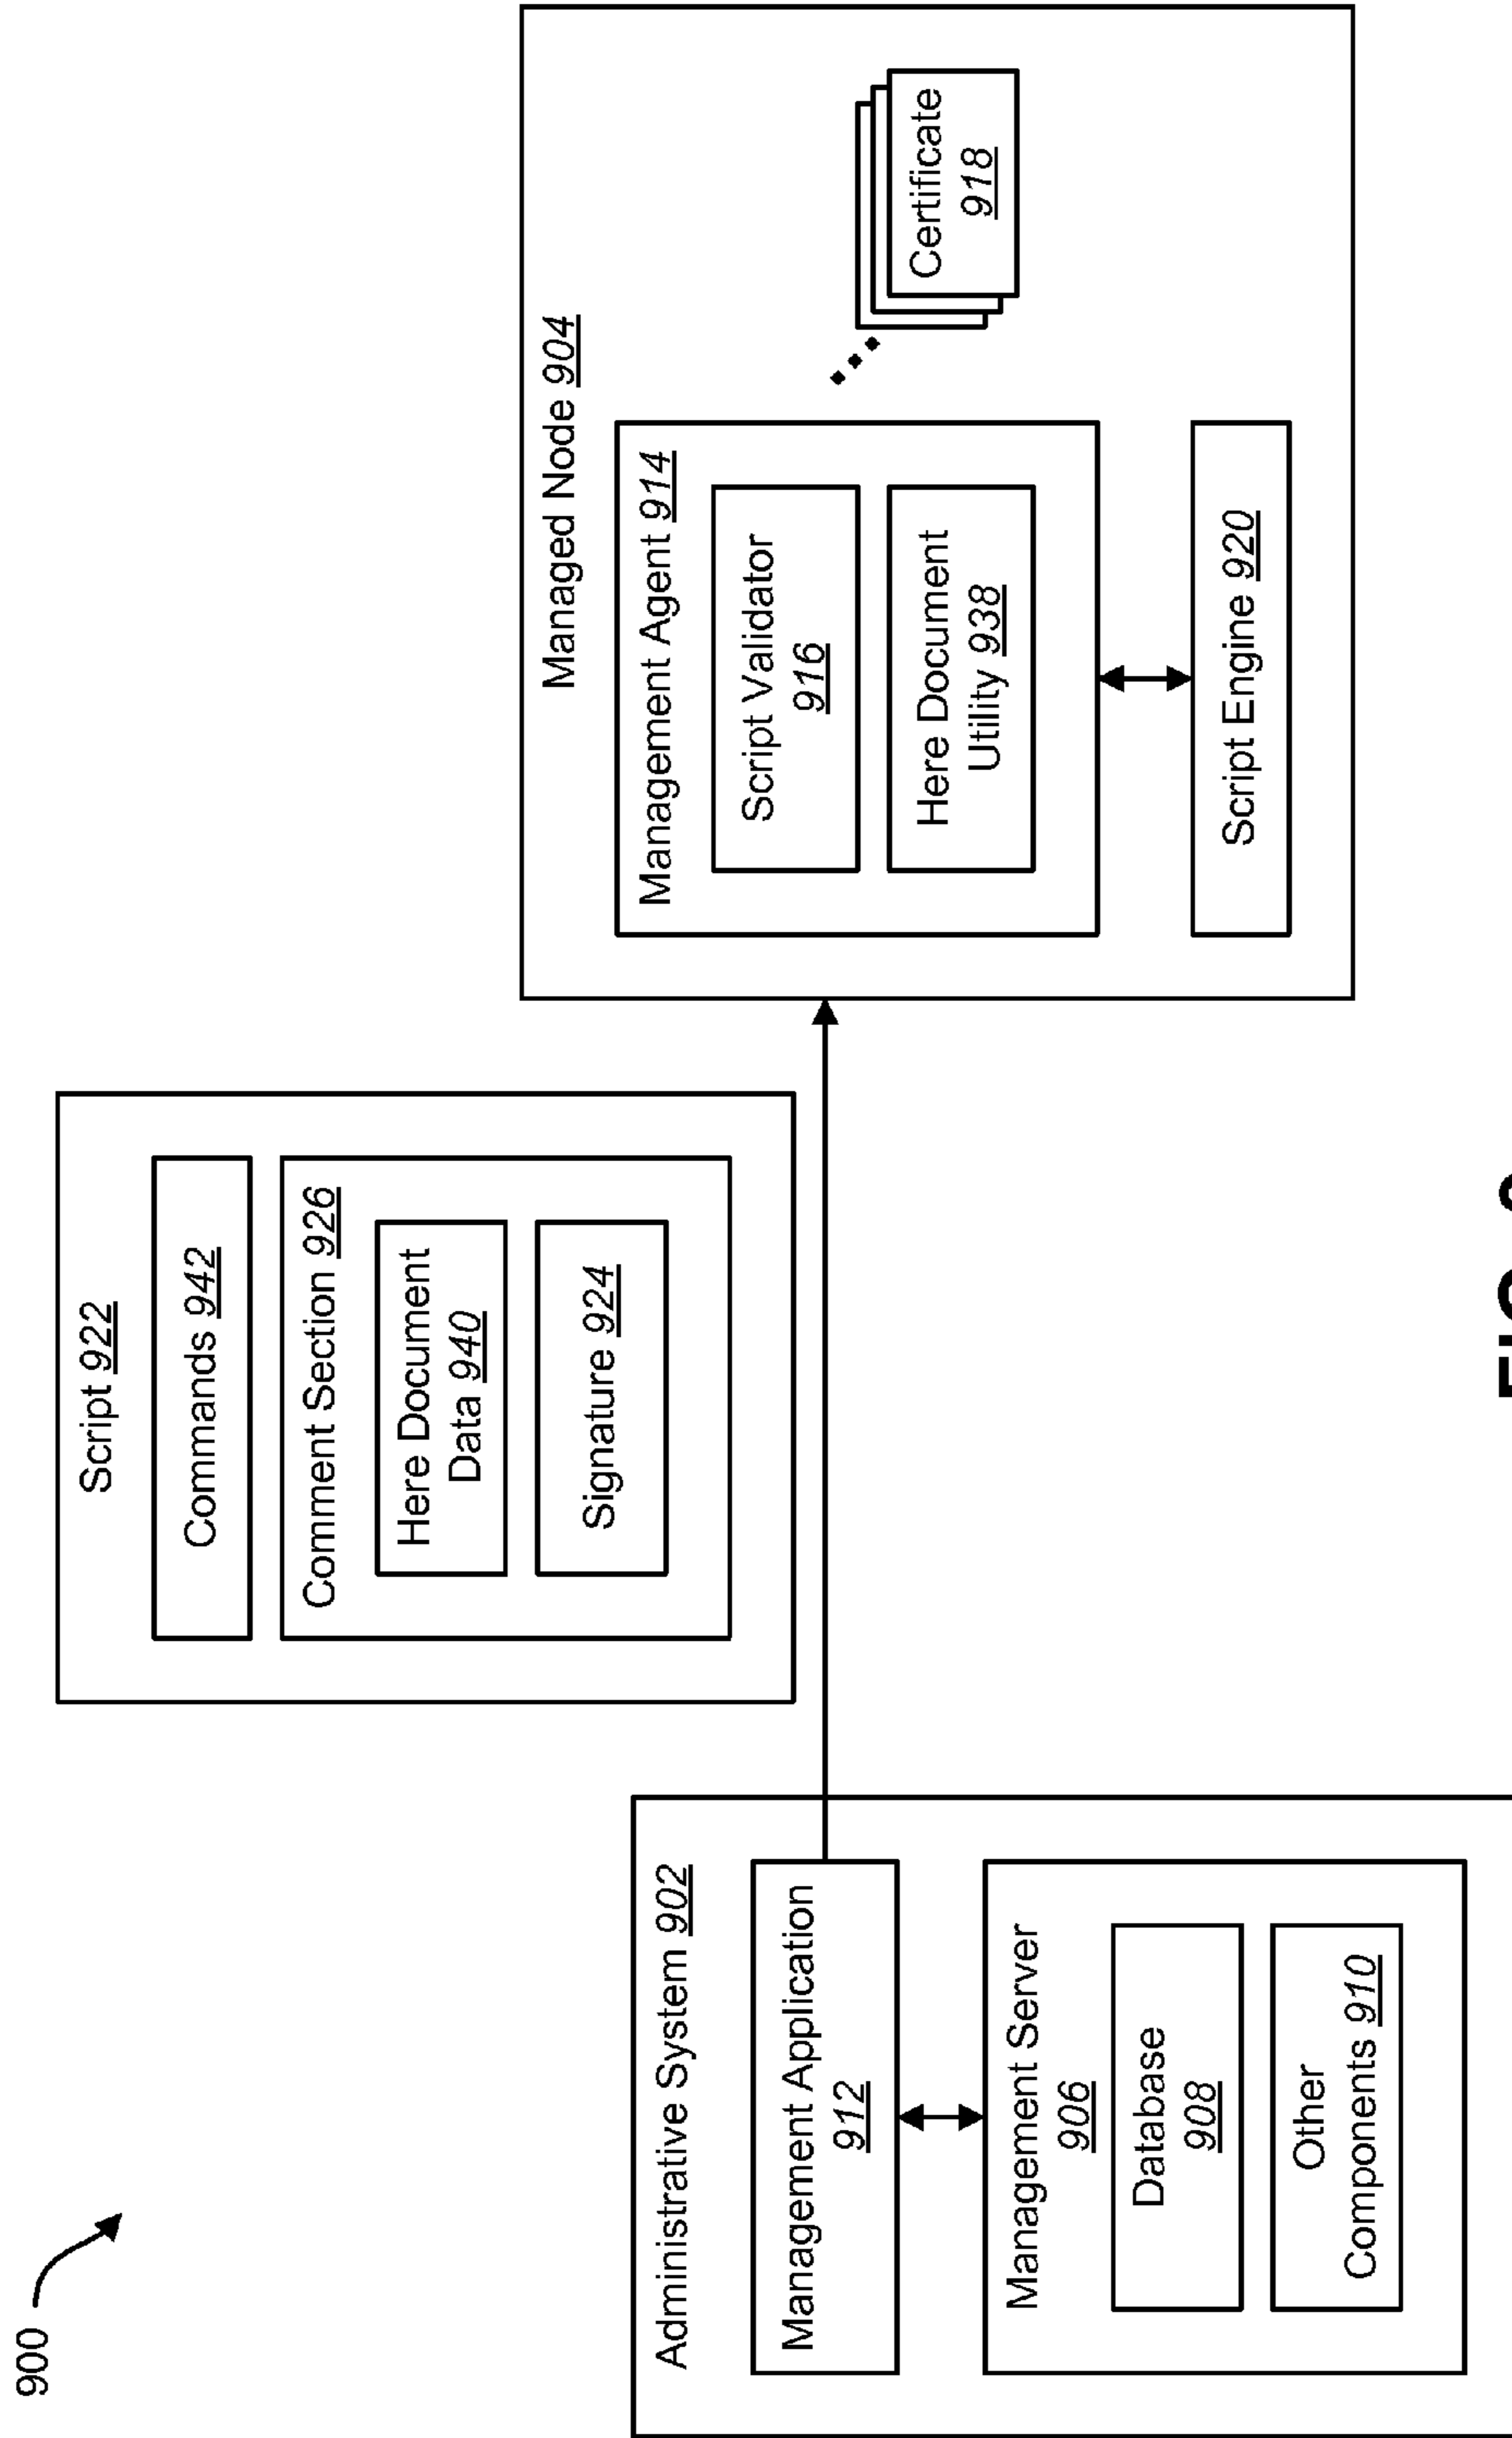 900
Script 922
Commands 942
Comment Section 926
Here Document
Data 940
Signature 924
Administrative System 902
Management Application
912
Management Server
906
Database
908
Other
Components 910
Managed Node 904
Management Agent 914
Script Validator
916
Here Document
Utility 938
Script Engine 920
Certificate
918